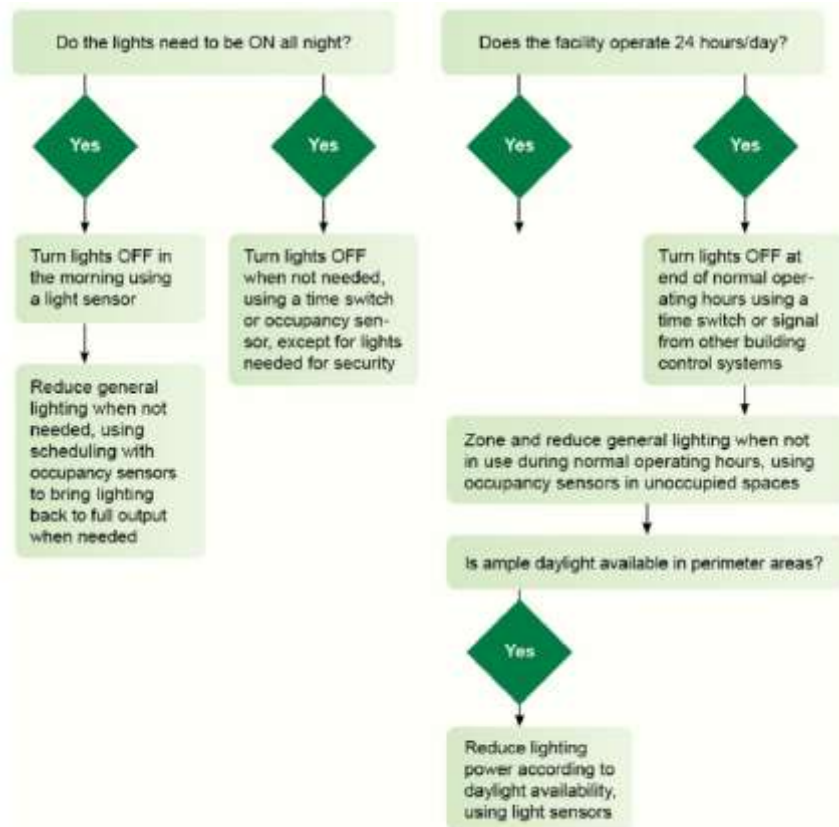 Do the lights need to be ON all night?
Yes
Yes
Turn lights OFF in
the morning using
a light sensor
Turn lights OFF
when not needed,
using a time switch
or occupancy sen-
sor, except for lights
needed for security
Reduce general
lighting when not
needed, using
scheduling with
occupancy sensors
to bring lighting
back to full output
when needed
Does the facility operate 24 hours/day?
Yes
Yes
Turn lights OFF at
end of normal oper-
ating hours using a
time switch or signal
from other building
control systems
Zone and reduce general lighting when not
in use during normal operating hours, using
occupancy sensors in unoccupied spaces
Is ample daylight available in perimeter areas?
Yes
Reduce lighting
power according to
daylight availability,
using light sensors